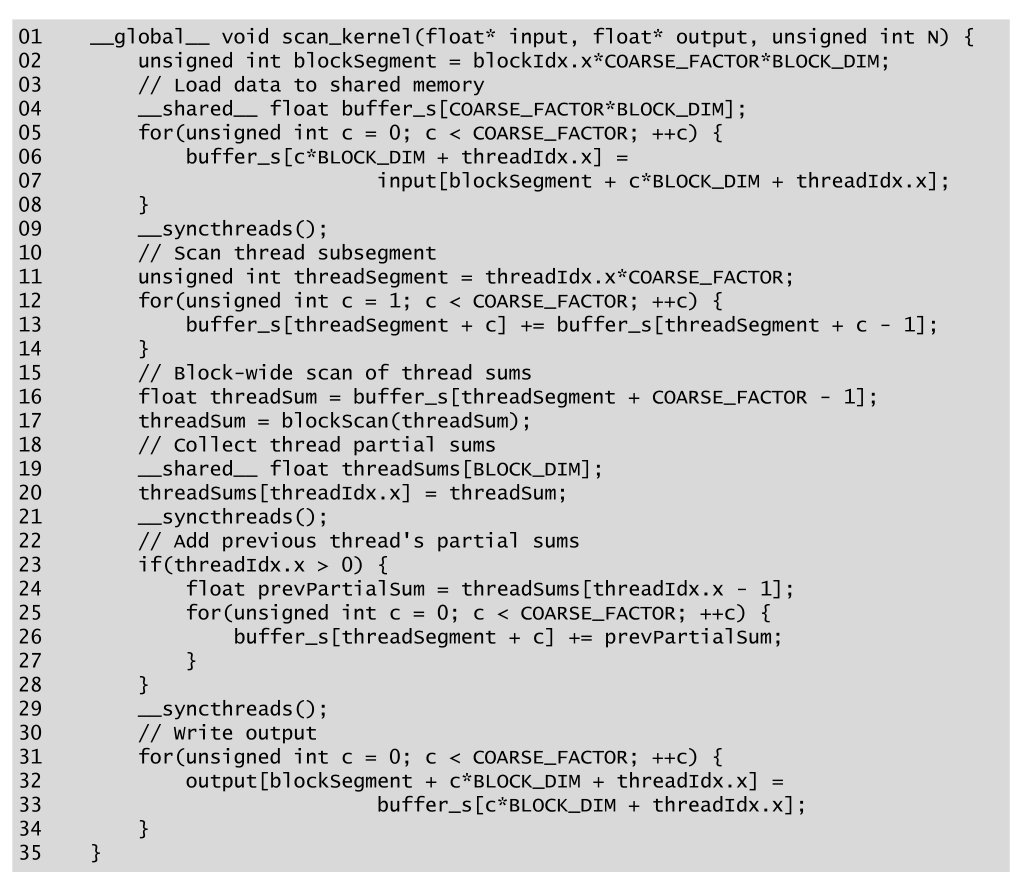 01 __global__ void scan_kernel(float* input, float* output, unsigned int N) {
02 unsigned int blockSegment = blockIdx.x*COARSE_FACTOR*BLOCK_DIM;
03 // Load data to shared memory
04 __shared__ float buffer_s[COARSE_FACTOR*BLOCK_DIM];
05 for(unsigned int c = 0; c < COARSE_FACTOR; ++c) {
06 buffer_s[c*BLOCK_DIM + threadIdx.x] =
07 input[blockSegment + c*BLOCK_DIM + threadIdx.x];
08 }
09 __syncthreads();
10 // Scan thread subsegment
11 unsigned int threadSegment = threadIdx.x*COARSE_FACTOR;
12 for(unsigned int c = 1; c < COARSE_FACTOR; ++c) {
13 buffer_s[threadSegment + c] += buffer_s[threadSegment + c - 1];
14 }
15 // Block-wide scan of thread sums
16 float threadSum = buffer_s[threadSegment + COARSE_FACTOR - 1];
17 threadSum = blockScan(threadSum);
18 // Collect thread partial sums
19 __shared__ float threadSums[BLOCK_DIM];
20 threadSums[threadIdx.x] = threadSum;
21 __syncthreads();
22 // Add previous thread's partial sums
23 if(threadIdx.x > 0) {
24 float prevPartialSum = threadSums[threadIdx.x - 1];
25 for(unsigned int c = 0; c < COARSE_FACTOR; ++c) {
26 buffer_s[threadSegment + c] += prevPartialSum;
27 }
28 }
29 __syncthreads();
30 // Write output
31 for(unsigned int c = 0; c < COARSE_FACTOR; ++c) {
32 output[blockSegment + c*BLOCK_DIM + threadIdx.x] =
33 buffer_s[c*BLOCK_DIM + threadIdx.x];
34 }
35 }